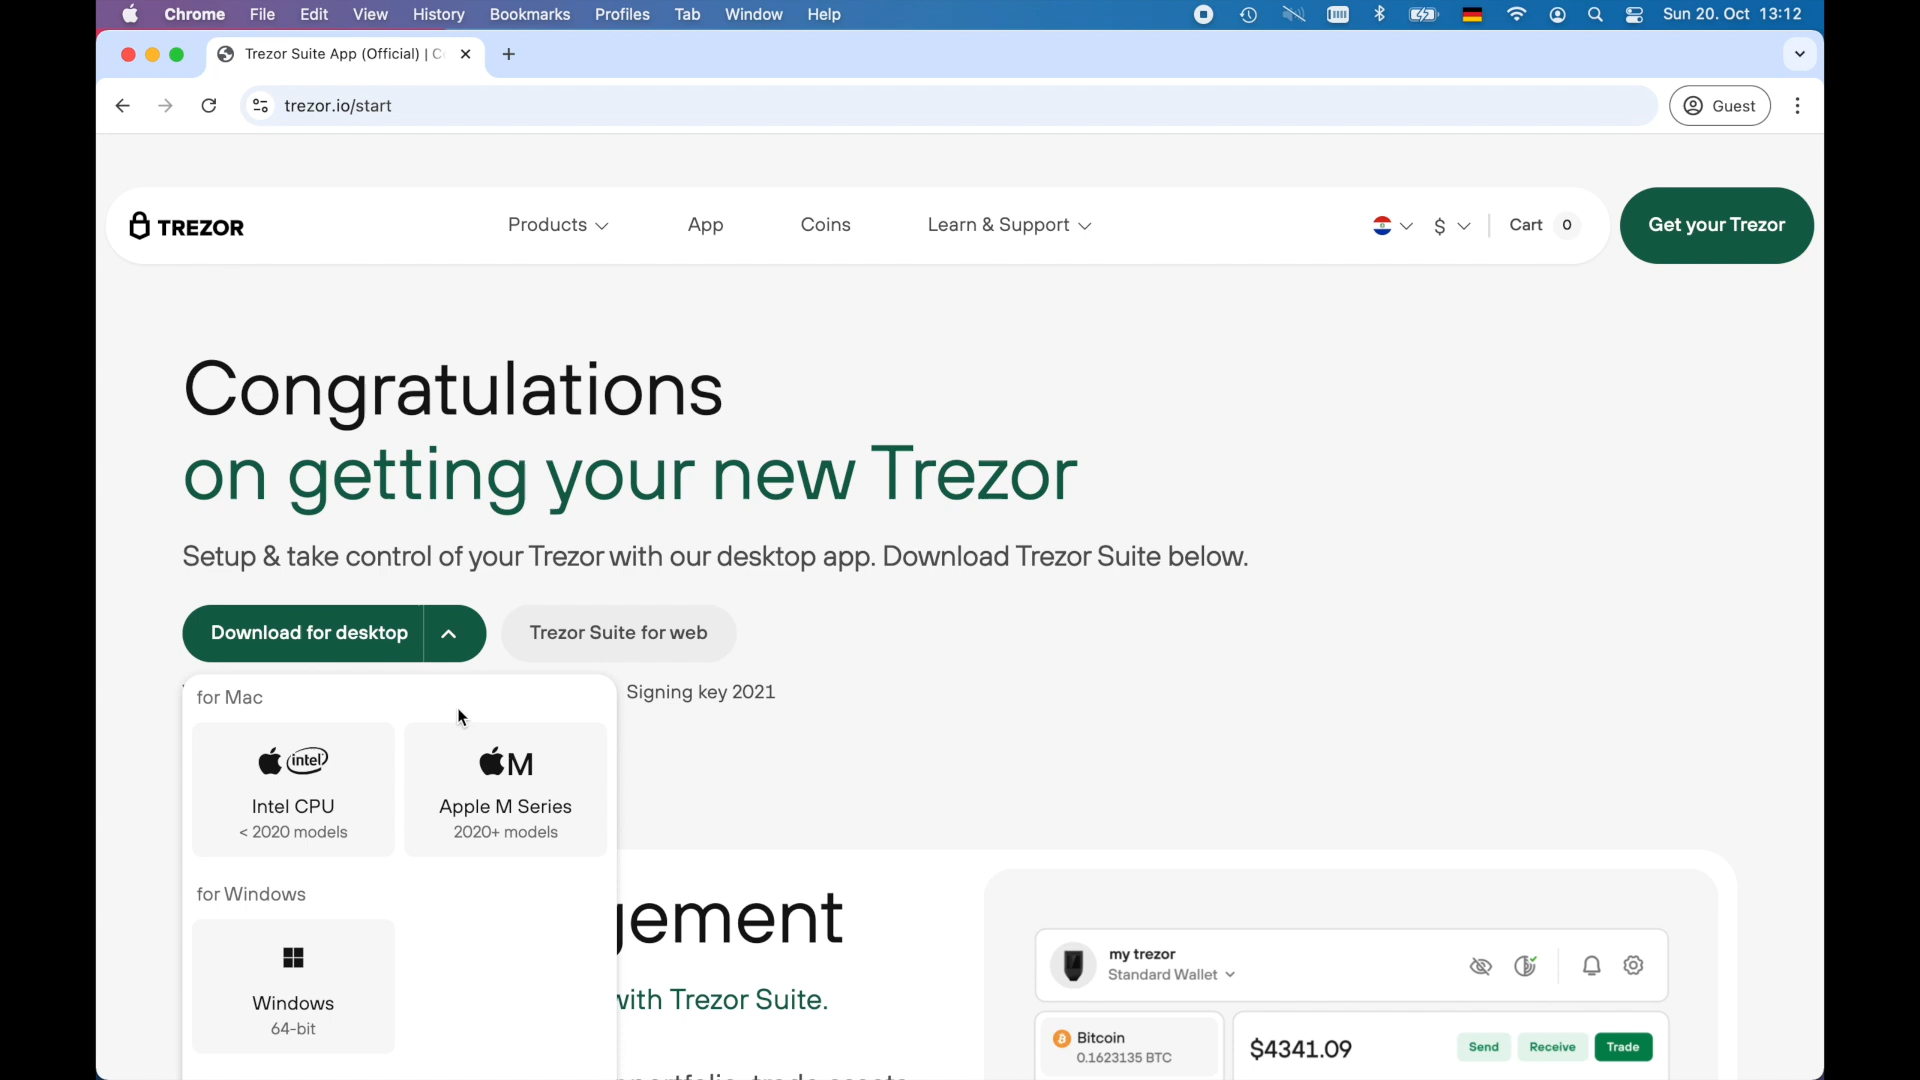 Chrome File Edit View History Bookmarks Profiles Tab Window Help Sun 20. Oct 13:12
Trezor Suite App (Official) |
trezor.io/start Guest
TREZOR Products App Coins Learn & Support $ Cart 0 Get your Trezor
Congratulations
on getting your new Trezor
Setup & take control of your Trezor with our desktop app. Download Trezor Suite below.
Download for desktop Trezor Suite for web
for Mac
Signing key 2021
intel M
Intel CPU Apple M Series
< 2020 models 2020+ models
for Windows
gement
Windows
64-bit
with Trezor Suite.
my trezor
Standard Wallet
Bitcoin
0.1623135 BTC
$4341.09 Send Receive Trade